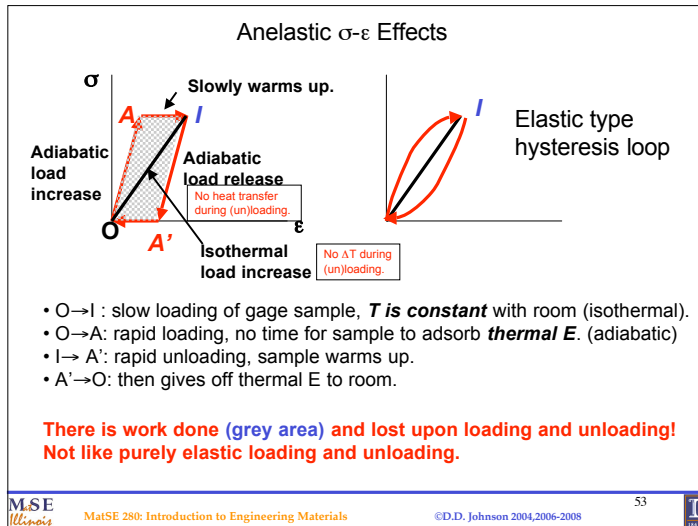 Anelastic σ-ε Effects
σ
Slowly warms up.
A
I
Adiabatic
load
increase
Adiabatic
load release
No heat transfer
during (un)loading.
O
A’
ε
Isothermal
load increase
No ΔT during
(un)loading.
I
Elastic type
hysteresis loop
• O→I : slow loading of gage sample, T is constant with room (isothermal).
• O→A: rapid loading, no time for sample to adsorb thermal E. (adiabatic)
• I→ A’: rapid unloading, sample warms up.
• A’→O: then gives off thermal E to room.
There is work done (grey area) and lost upon loading and unloading!
Not like purely elastic loading and unloading.
53
MatSE
Illinois
MatSE 280: Introduction to Engineering Materials
©D.D. Johnson 2004,2006-2008